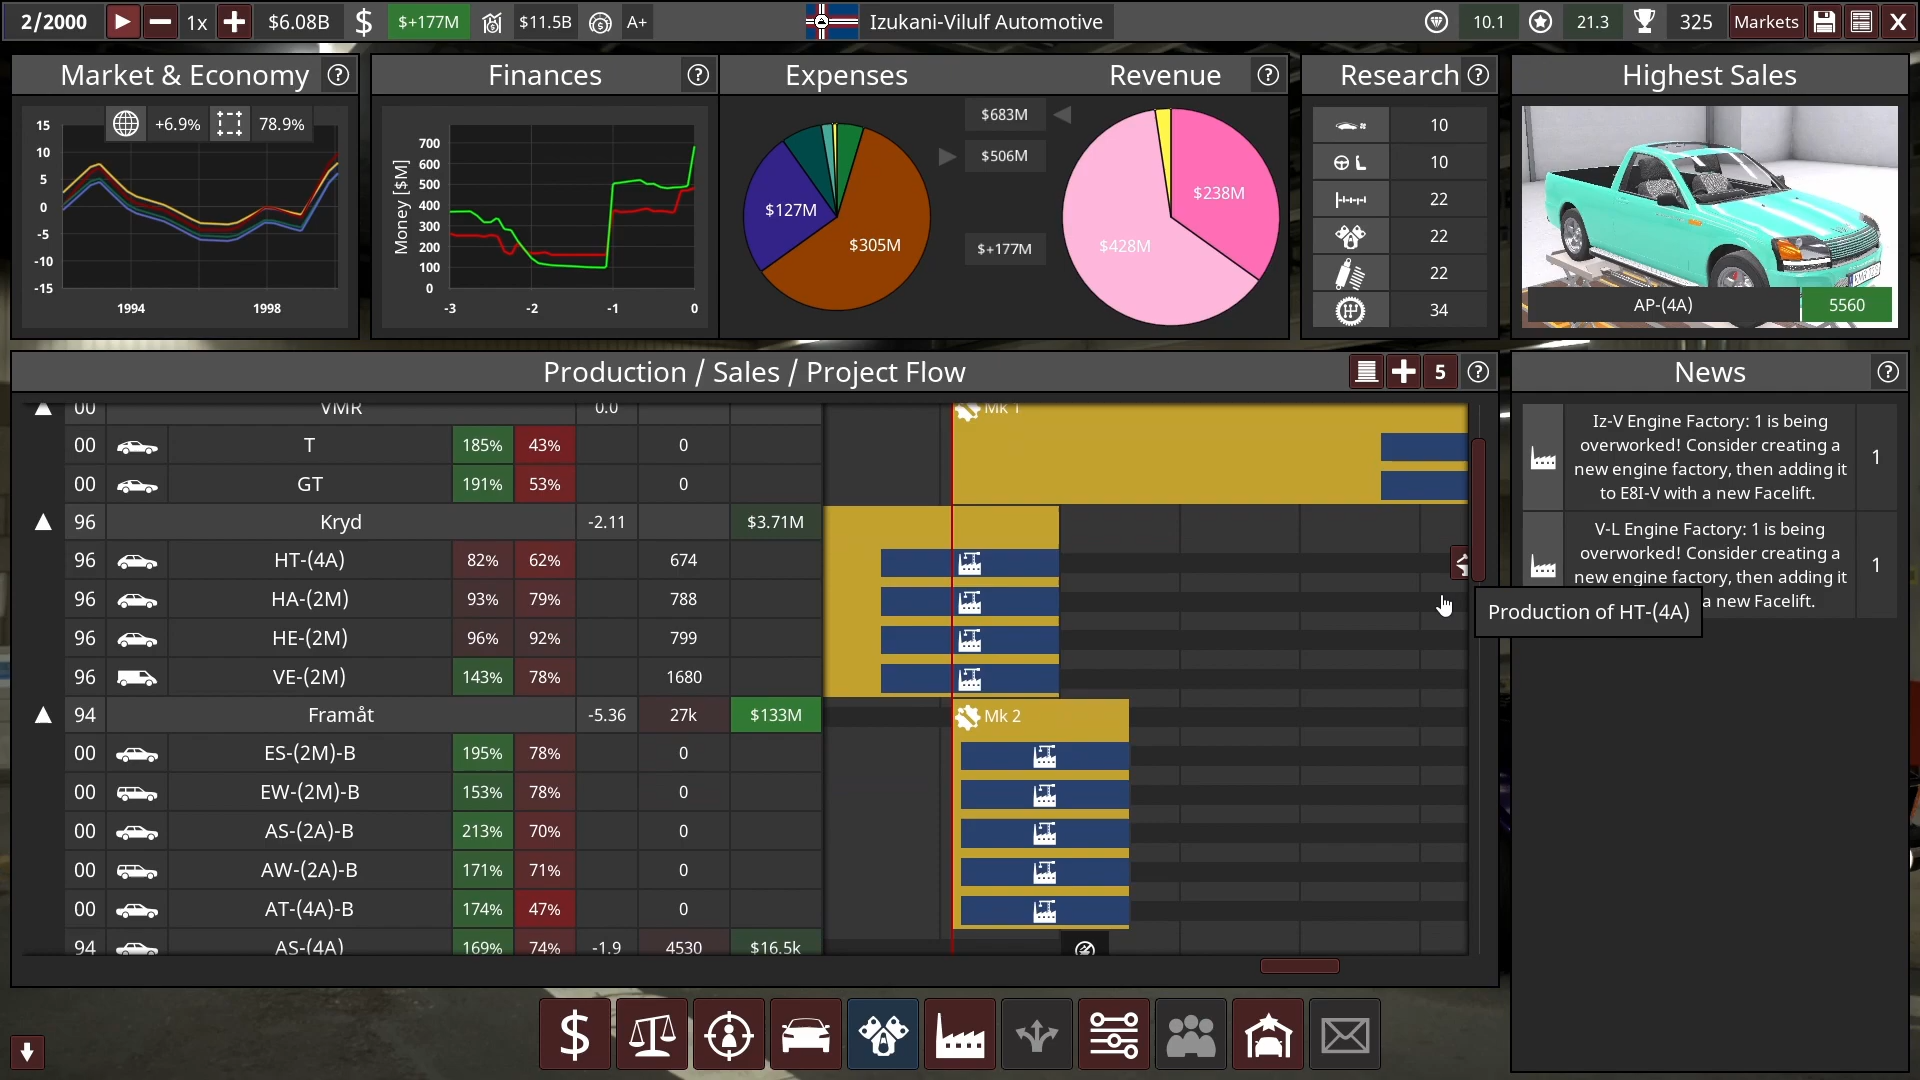 2/2000 1x $6.08B $+177M $11.5B A+ Izukani-Vilulf Automotive 10.1 21.3 325 Markets
Market & Economy
+6.9% 78.9%
15
10
5
0
-5
-10
-15
1994 1998
Finances
Money [$M]
700
600
500
400
300
200
100
0
-3 -2 -1 0
Expenses Revenue
$127M
$305M
$683M
$506M
$+177M
$238M
$428M
Research
10
10
22
22
22
34
Highest Sales
AP-(4A) 5560
Production / Sales / Project Flow 5
00 VMR 0.0 Mk 1
00 T 185% 43% 0
00 GT 191% 53% 0
96 Kryd -2.11 $3.71M
96 HT-(4A) 82% 62% 674
96 HA-(2M) 93% 79% 788
96 HE-(2M) 96% 92% 799
96 VE-(2M) 143% 78% 1680
94 Framåt -5.36 27k $133M Mk 2
00 ES-(2M)-B 195% 78% 0
00 EW-(2M)-B 153% 78% 0
00 AS-(2A)-B 213% 70% 0
00 AW-(2A)-B 171% 71% 0
00 AT-(4A)-B 174% 47% 0
94 AS-(4A) 169% 74% -1.9 4530 $16.5k
Production of HT-(4A)
News
Iz-V Engine Factory: 1 is being
overworked! Consider creating a
new engine factory, then adding it
to E8I-V with a new Facelift.
1
V-L Engine Factory: 1 is being
overworked! Consider creating a
new engine factory, then adding it
a new Facelift.
1